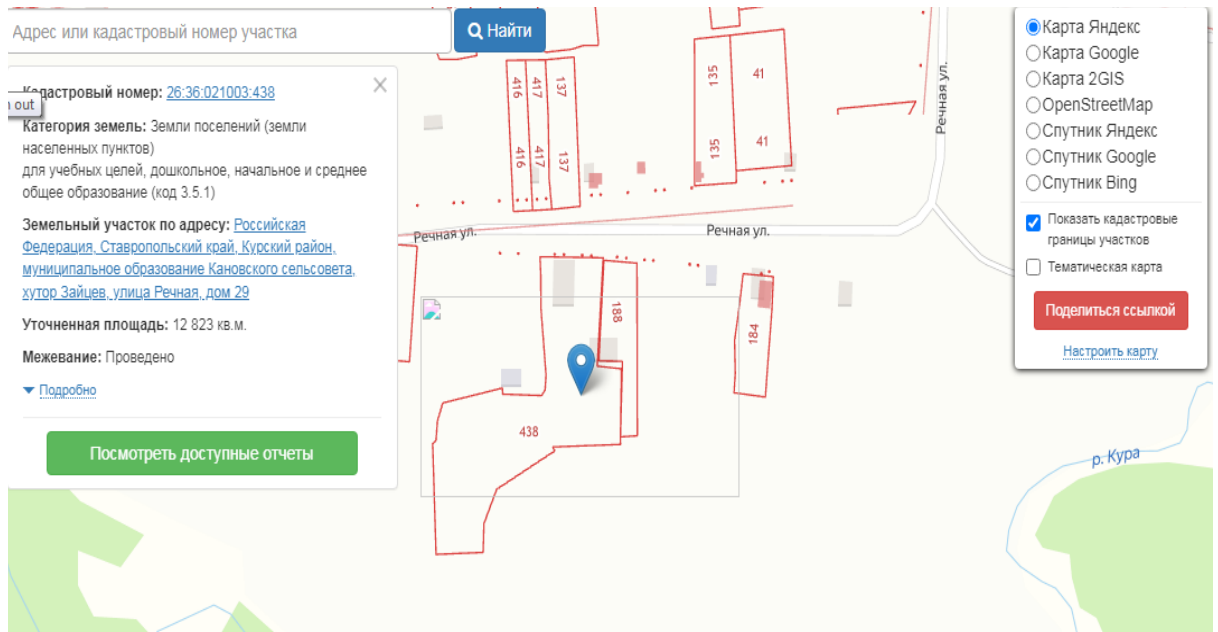 Адрес или кадастровый номер участка
Найти
Кадастровый номер: 26:36:021003:438
out
Категория земель: Земли поселений (земли
населенных пунктов)
для учебных целей, дошкольное, начальное и среднее
общее образование (код 3.5.1)
Земельный участок по адресу: Российская
Федерация, Ставропольский край, Курский район,
муниципальное образование Кановского сельсовета,
хутор Зайцев, улица Речная, дом 29
Уточненная площадь: 12 823 кв.м.
Межевание: Проведено
Подробно
Посмотреть доступные отчеты
416
417
137
135
41
416
417
137
135
41
Речная ул.
Речная ул.
Речная ул.
188
184
438
р. Кура
Карта Яндекс
Карта Google
Карта 2GIS
OpenStreetMap
Спутник Яндекс
Спутник Google
Спутник Bing
Показать кадастровые
границы участков
Тематическая карта
Поделиться ссылкой
Настроить карту